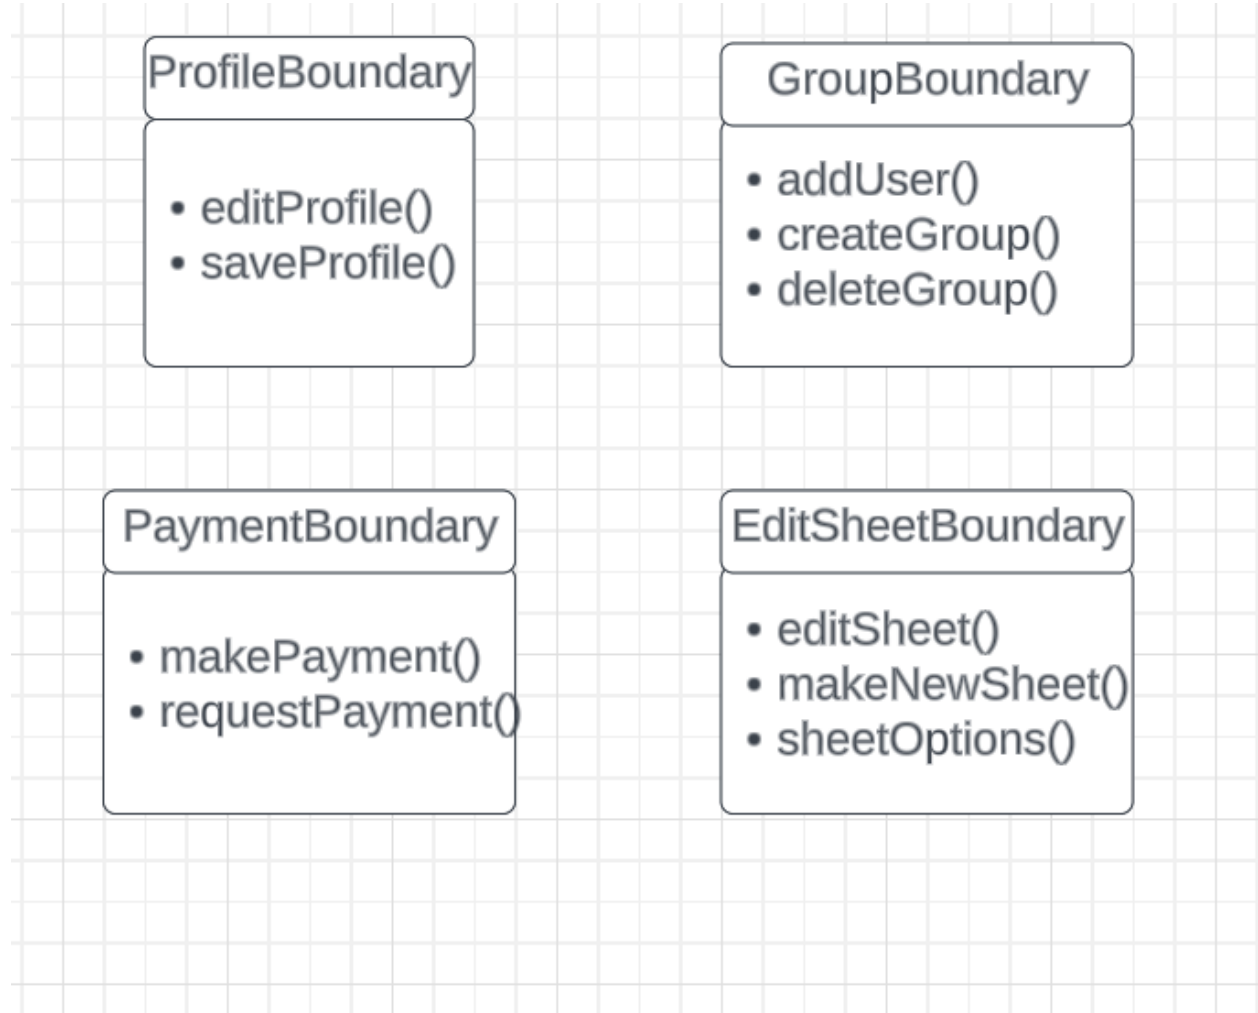 ProfileBoundary
• editProfile()
• saveProfile()
GroupBoundary
• addUser()
• createGroup()
• deleteGroup()
PaymentBoundary
• makePayment()
• requestPayment()
EditSheetBoundary
• editSheet()
• makeNewSheet()
• sheetOptions()